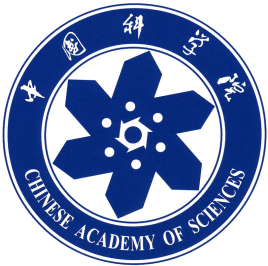 中国科学院
CHINESE ACADEMY OF SCIENCES